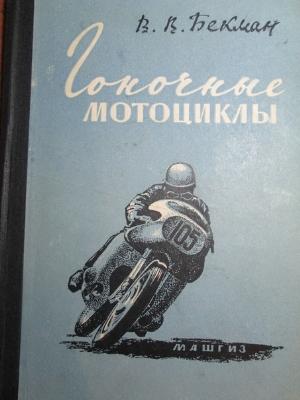 В. В. Бекман
Гоночные
МОТОЦИКЛЫ
105
МАШГИЗ